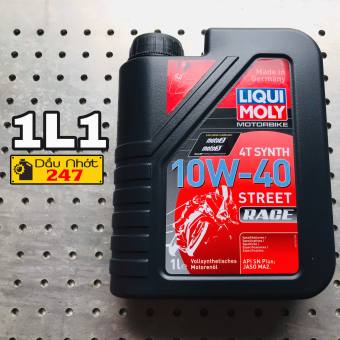 1L1
Dầu Nhớt
247
Made in
Germany
LIQUI
MOLY
MOTORBIKE
moto2
4T SYNTH
10W-40
STREET
RACE
1L
Vollsynthetisches
Motorenöl
API SN Plus;
JASO MA2.